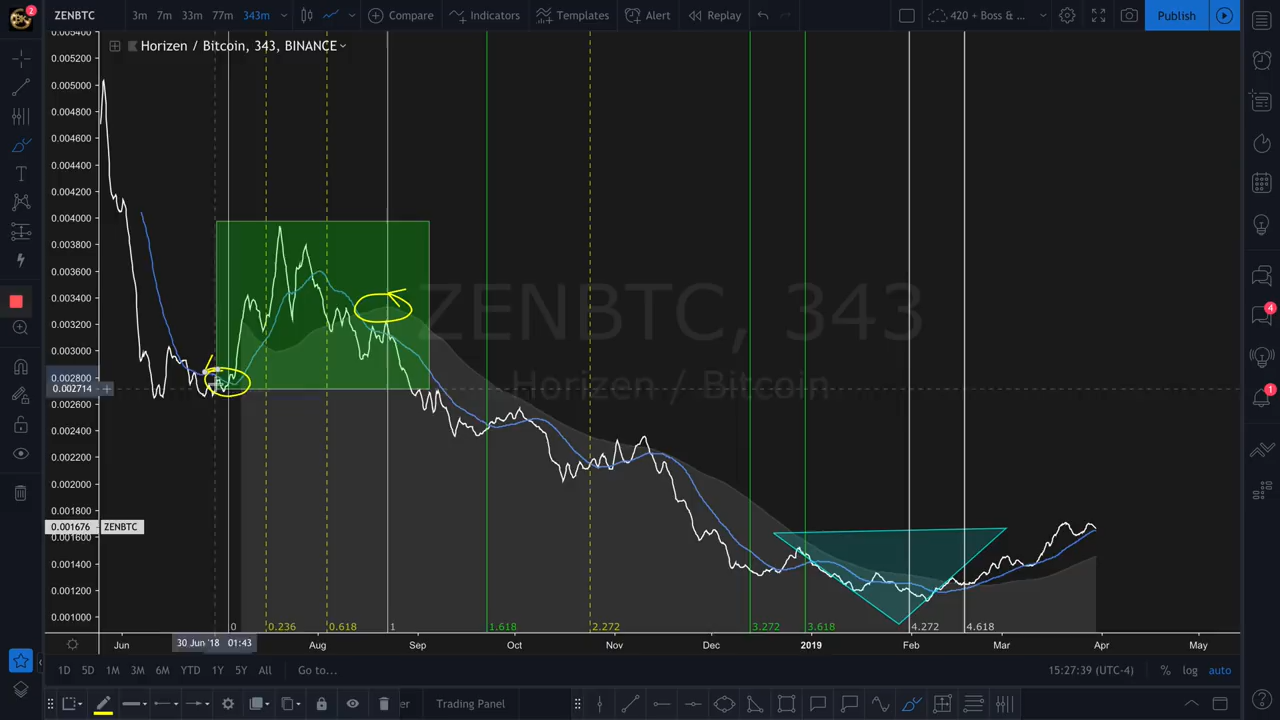 2
ZENBTC
3m
7m
33m
77m
343m
Compare
Indicators
Templates
Alert
Replay
420 + Boss & ...
Publish
Horizen / Bitcoin, 343, BINANCE
ZENBTC, 343
Horizen / Bitcoin
0.005400
0.005200
0.005000
0.004800
0.004600
0.004400
0.004200
0.004000
0.003800
0.003600
0.003400
0.003200
0.003000
0.002800
0.002714
0.002600
0.002400
0.002200
0.002000
0.001800
0.001676
ZENBTC
0.001600
0.001400
0.001200
0.001000
0
0.236
0.618
1
1.618
2.272
3.272
3.618
4.272
4.618
Jun
30 Jun '18 01:43
Aug
Sep
Oct
Nov
Dec
2019
Feb
Mar
Apr
May
4
1
1D
5D
1M
3M
6M
YTD
1Y
5Y
All
Go to...
15:27:39 (UTC-4)
%
log
auto
er
Trading Panel